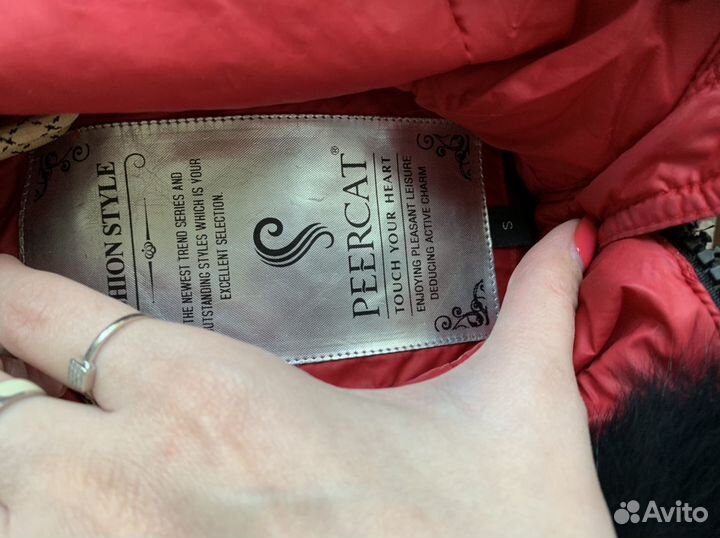 PEERCAT®
TOUCH YOUR HEART
ENJOYING PLEASANT LEISURE
DEDUCING ACTIVE CHARM
HION STYLE
THE NEWEST TREND SERIES AND
OUTSTANDING STYLES WHICH IS YOUR
EXCELLENT SELECTION.
S
Avito